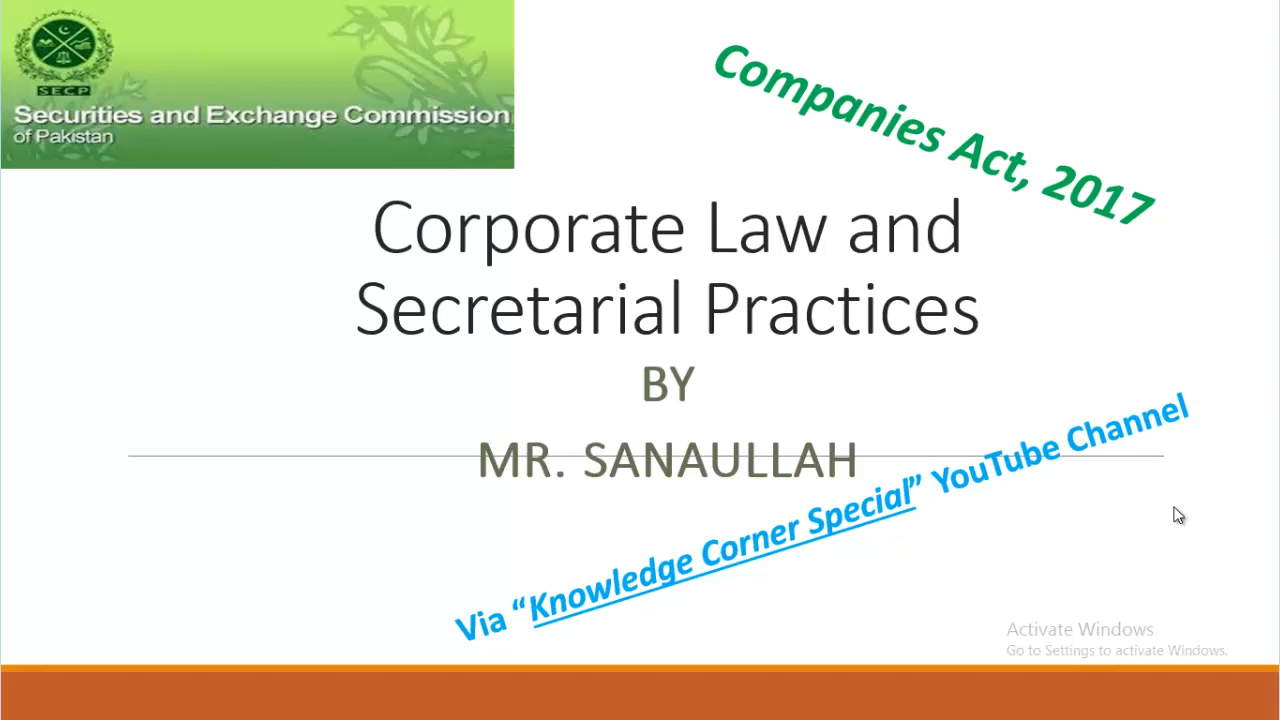 SECP
Securities and Exchange Commission
of Pakistan
Companies Act, 2017
Corporate Law and
Secretarial Practices
BY
MR. SANAULLAH
Via “Knowledge Corner Special” YouTube Channel
Activate Windows
Go to Settings to activate Windows.